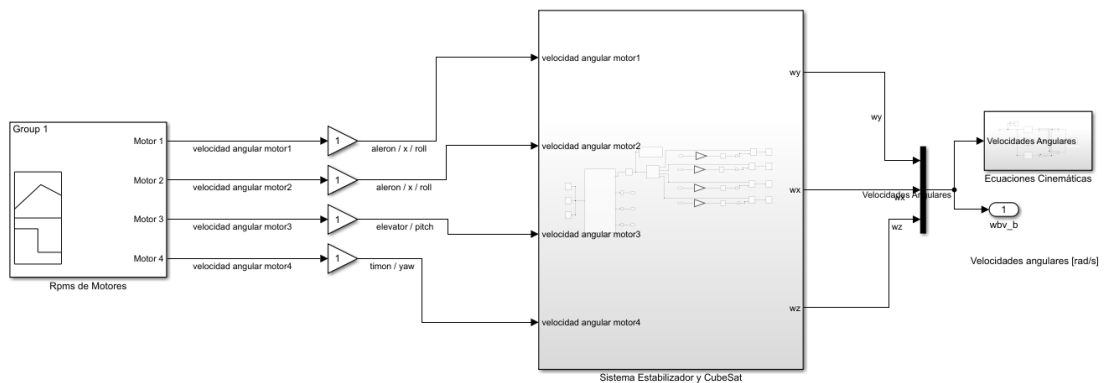 Group 1
Motor 1
Motor 2
Motor 3
Motor 4
Rpms de Motores
velocidad angular motor1
velocidad angular motor2
velocidad angular motor3
velocidad angular motor4
1
1
1
1
aleron / x / roll
aleron / x / roll
elevator / pitch
timon / yaw
velocidad angular motor1
velocidad angular motor2
velocidad angular motor3
velocidad angular motor4
wy
wx
wz
Sistema Estabilizador y CubeSat
wy
wx
wz
Velocidades Angulares
Velocidades Angulares
Ecuaciones Cinemáticas
1
wbv_b
Velocidades angulares [rad/s]